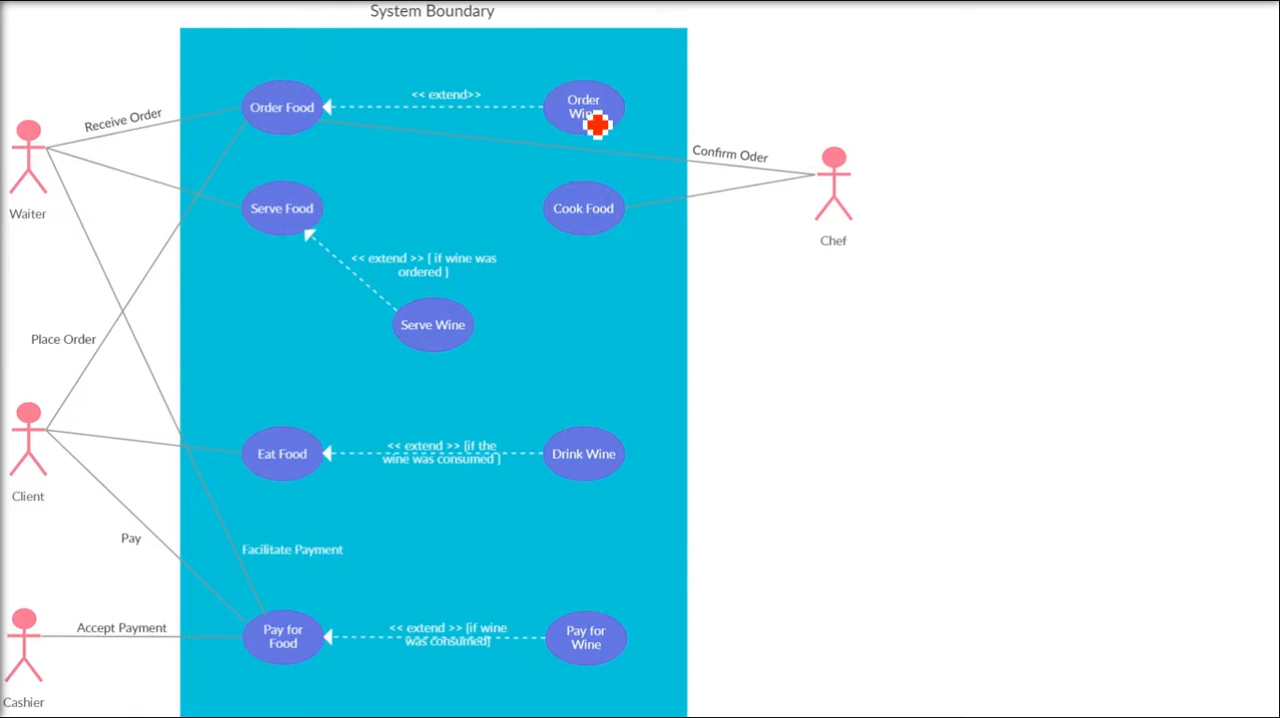 System Boundary
Order Food
<< extend>>
Order
Receive Order
Confirm Oder
Waiter
Serve Food
Cook Food
Chef
<< extend >> { if wine was
ordered }
Serve Wine
Place Order
Eat Food
<< extend >> {if the
wine was consumed }
Drink Wine
Client
Pay
Facilitate Payment
Accept Payment
Pay for
Food
<< extend >> {if wine
was consumed}
Pay for
Wine
Cashier